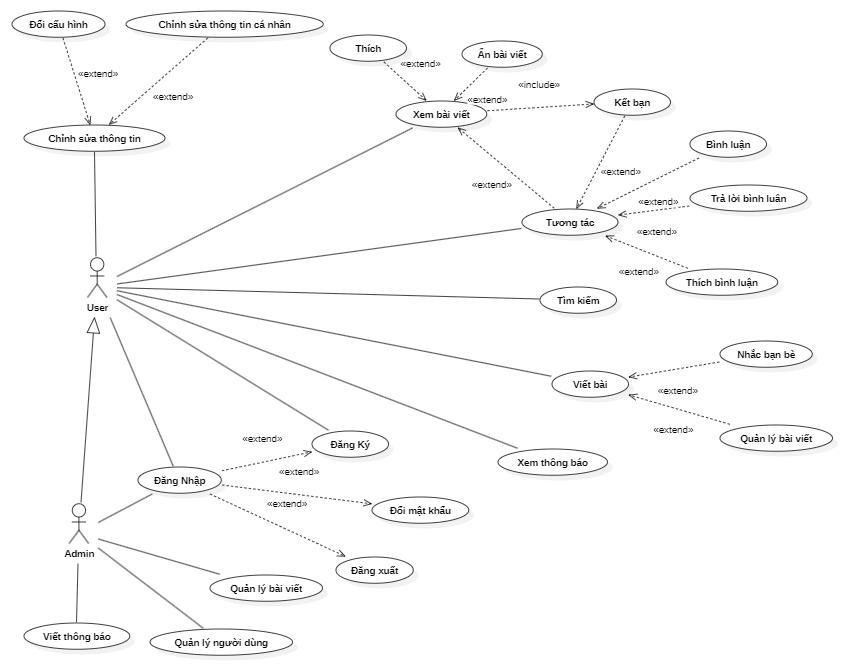 Đổi cấu hình
Chỉnh sửa thông tin cá nhân
Thích
Ẩn bài viết
«extend»
«extend»
«extend»
«include»
«extend»
Kết bạn
Xem bài viết
Chỉnh sửa thông tin
Bình luận
«extend»
«extend»
Trả lời bình luân
«extend»
Tương tác
«extend»
«extend»
Thích bình luận
Tìm kiếm
User
Nhắc bạn bè
Viết bài
«extend»
«extend»
Quản lý bài viết
«extend»
Đăng Ký
Xem thông báo
«extend»
Đăng Nhập
«extend»
Đổi mật khẩu
Admin
Đăng xuất
Quản lý bài viết
Viết thông báo
Quản lý người dùng